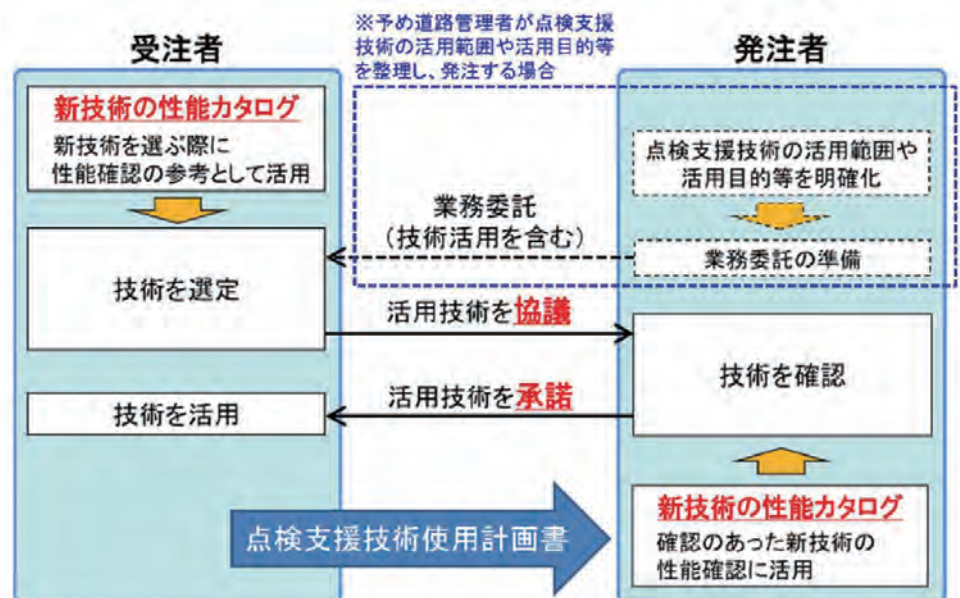 ※予め道路管理者が点検支援
技術の活用範囲や活用目的等
を整理し、発注する場合
受注者
発注者
新技術の性能カタログ
新技術を選ぶ際に
性能確認の参考として活用
点検支援技術の活用範囲や
活用目的等を明確化
業務委託
（技術活用を含む）
業務委託の準備
技術を選定
活用技術を協議
技術を確認
活用技術を承諾
技術を活用
点検支援技術使用計画書
新技術の性能カタログ
確認のあった新技術の
性能確認に活用